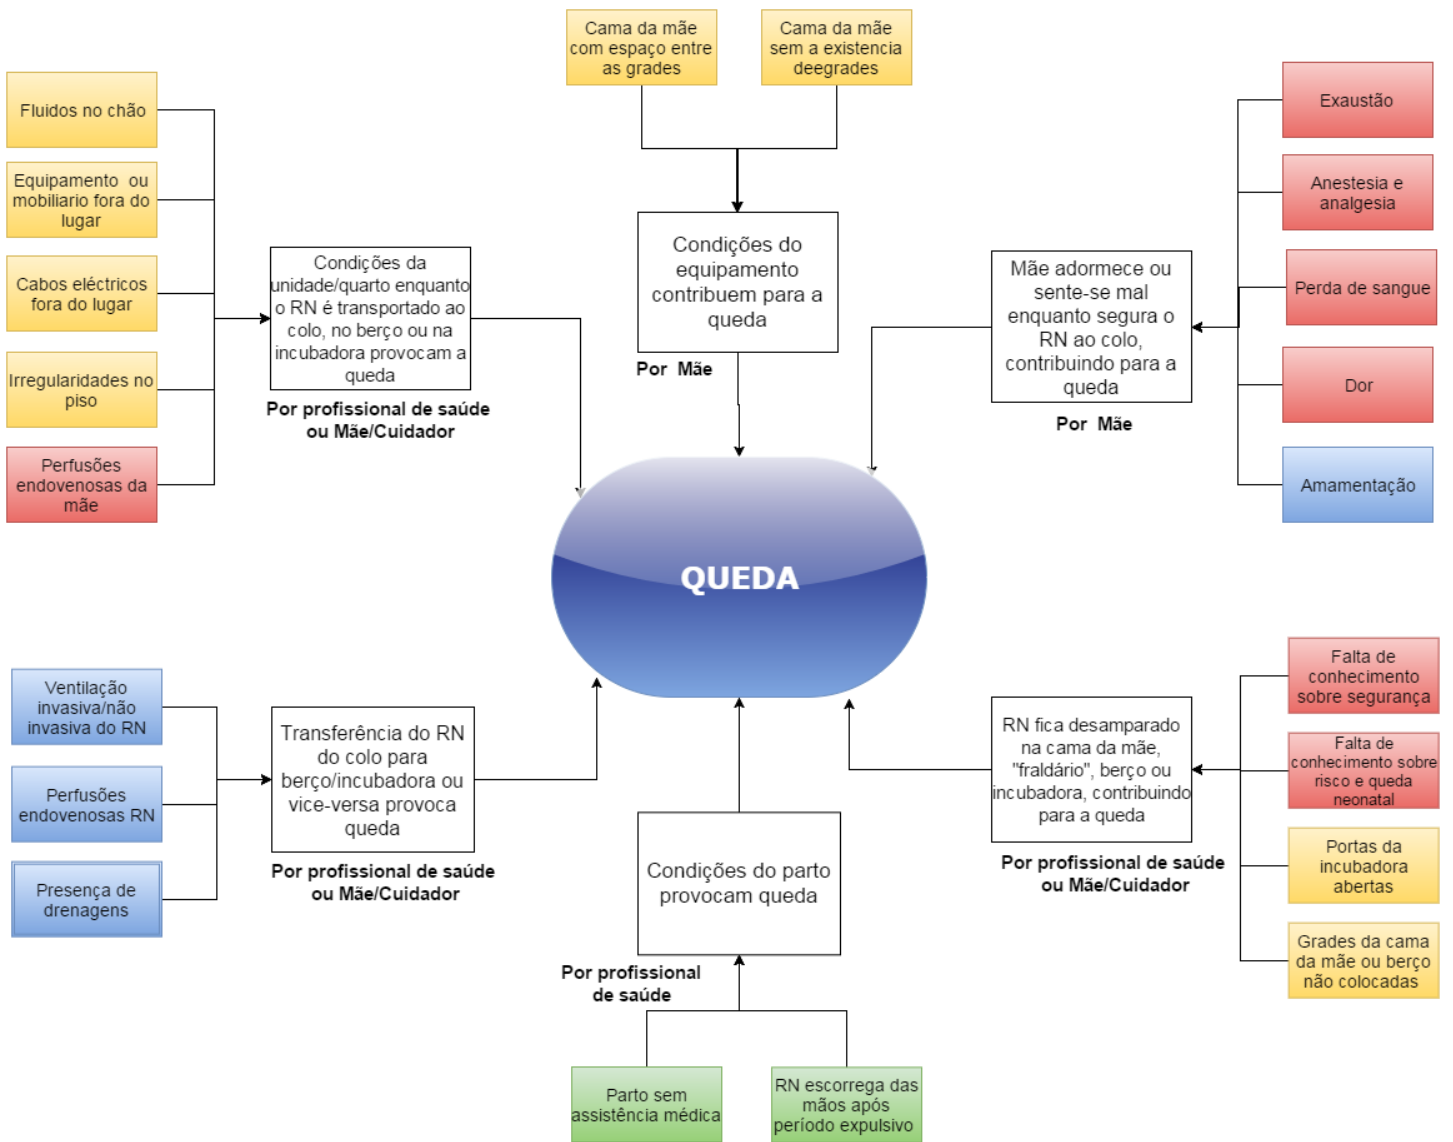 Cama da mãe
com espaço entre
as grades
Cama da mãe
sem a existencia
deegrades
Fluidos no chão
Equipamento ou
mobiliario fora do
lugar
Cabos eléctricos
fora do lugar
Irregularidades no
piso
Perfusões
endovenosas da
mãe
Condições da
unidade/quarto enquanto
o RN é transportado ao
colo, no berço ou na
incubadora provocam a
queda
Por profissional de saúde
ou Mãe/Cuidador
Condições do
equipamento
contribuem para a
queda
Por Mãe
Mãe adormece ou
sente-se mal
enquanto segura o
RN ao colo,
contribuindo para a
queda
Por Mãe
Exaustão
Anestesia e
analgesia
Perda de sangue
Dor
Amamentação
QUEDA
Ventilação
invasiva/não
invasiva do RN
Perfusões
endovenosas RN
Presença de
drenagens
Transferência do RN
do colo para
berço/incubadora ou
vice-versa provoca
queda
Por profissional de saúde
ou Mãe/Cuidador
Condições do parto
provocam queda
Por profissional
de saúde
Parto sem
assistência médica
RN escorrega das
mãos após
período expulsivo
RN fica desamparado
na cama da mãe,
"fraldário", berço ou
incubadora, contribuindo
para a queda
Por profissional de saúde
ou Mãe/Cuidador
Falta de
conhecimento
sobre segurança
Falta de
conhecimento sobre
risco e queda
neonatal
Portas da
incubadora
abertas
Grades da cama
da mãe ou berço
não colocadas